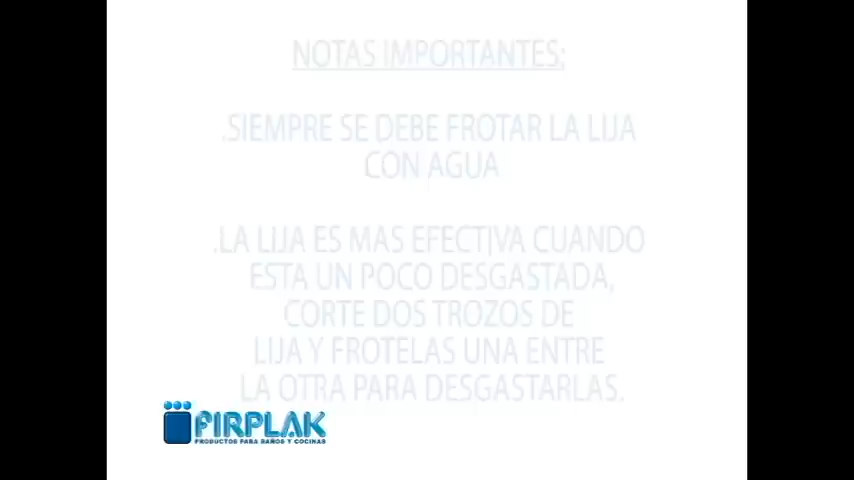 NOTAS IMPORTANTES:
.SIEMPRE SE DEBE FROTAR LA LIJA
CON AGUA
.LA LIJA ES MAS EFECTIVA CUANDO
ESTA UN POCO DESGASTADA,
CORTE DOS TROZOS DE
LIJA Y FROTELAS UNA ENTRE
LA OTRA PARA DESGASTARLAS.
FIRPLAK
PRODUCTOS PARA BAÑOS Y COCINAS